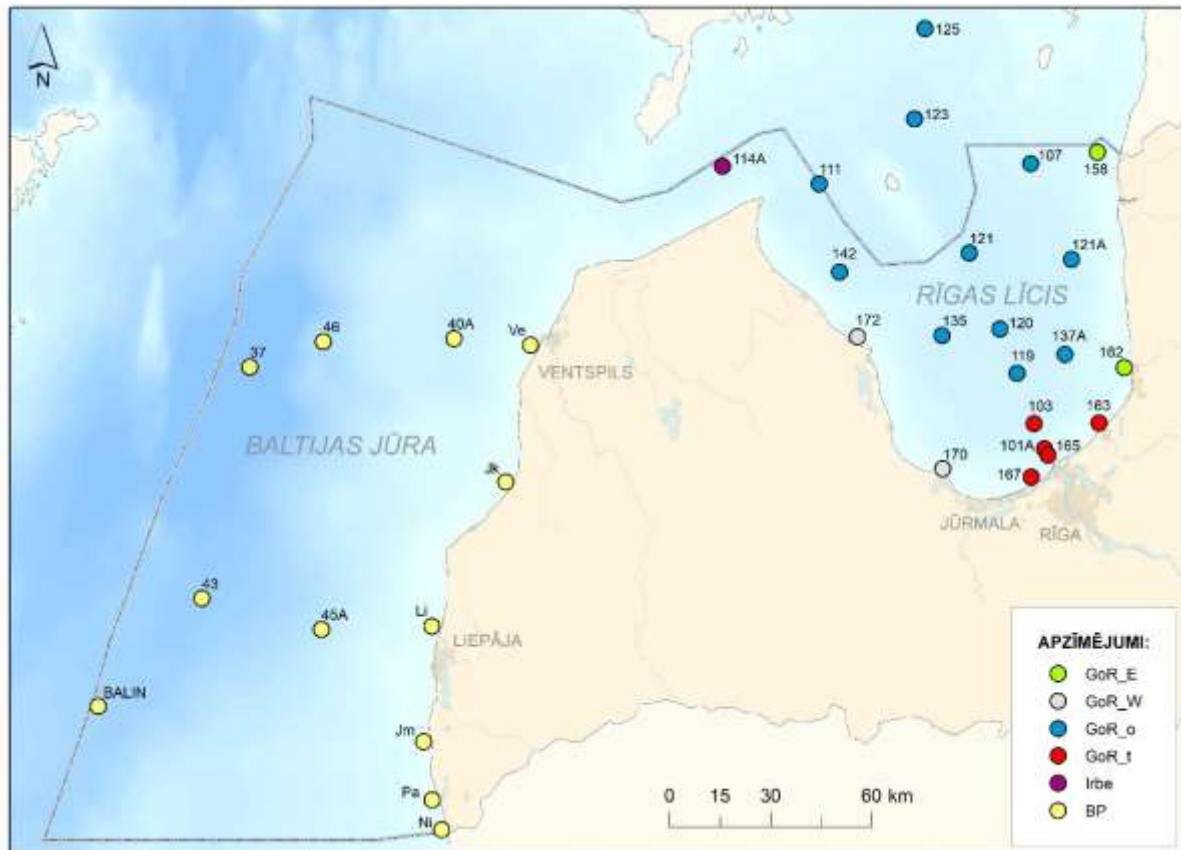 N
125
123
114A
111
107
158
121
121A
142
RĪGAS LĪCIS
172
135
120
137A
119
162
46
40A
Ve
37
VENTSPILS
BALTIJAS JŪRA
103
163
101A
165
170
167
Jk
JŪRMALA
RĪGA
43
45A
Li
LIEPĀJA
BALIN
Jm
Pa
Ni
0 15 30 60 km
APZĪMĒJUMI:
GoR_E
GoR_W
GoR_o
GoR_t
Irbe
BP